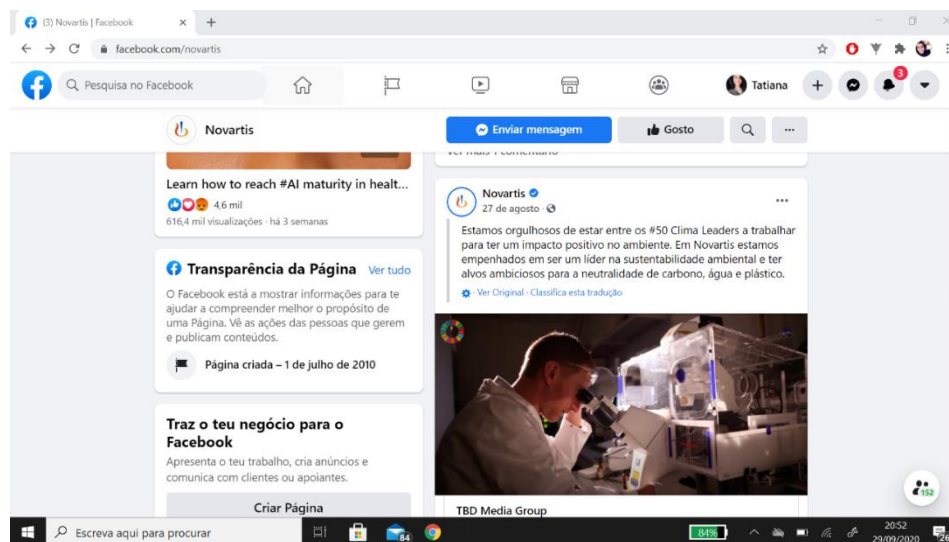 (3) Novartis | Facebook
facebook.com/novartis
Pesquisa no Facebook
Tatiana
3
Novartis
Enviar mensagem
Gosto
Learn how to reach #AI maturity in healt...
4,6 mil
616,4 mil visualizações · há 3 semanas
Transparência da Página Ver tudo
O Facebook está a mostrar informações para te
ajudar a compreender melhor o propósito de
uma Página. Vê as ações das pessoas que gerem
e publicam conteúdos.
Página criada – 1 de julho de 2010
Traz o teu negócio para o
Facebook
Apresenta o teu trabalho, cria anúncios e
comunica com clientes ou apoiantes.
Criar Página
Ver mais 1 comentário
Novartis
27 de agosto ·
Estamos orgulhosos de estar entre os #50 Clima Leaders a trabalhar
para ter um impacto positivo no ambiente. Em Novartis estamos
empenhados em ser um líder na sustentabilidade ambiental e ter
alvos ambiciosos para a neutralidade de carbono, água e plástico.
· Ver Original · Classifica esta tradução
TBD Media Group
152
Escreva aqui para procurar
84
84%
20:52
29/09/2020